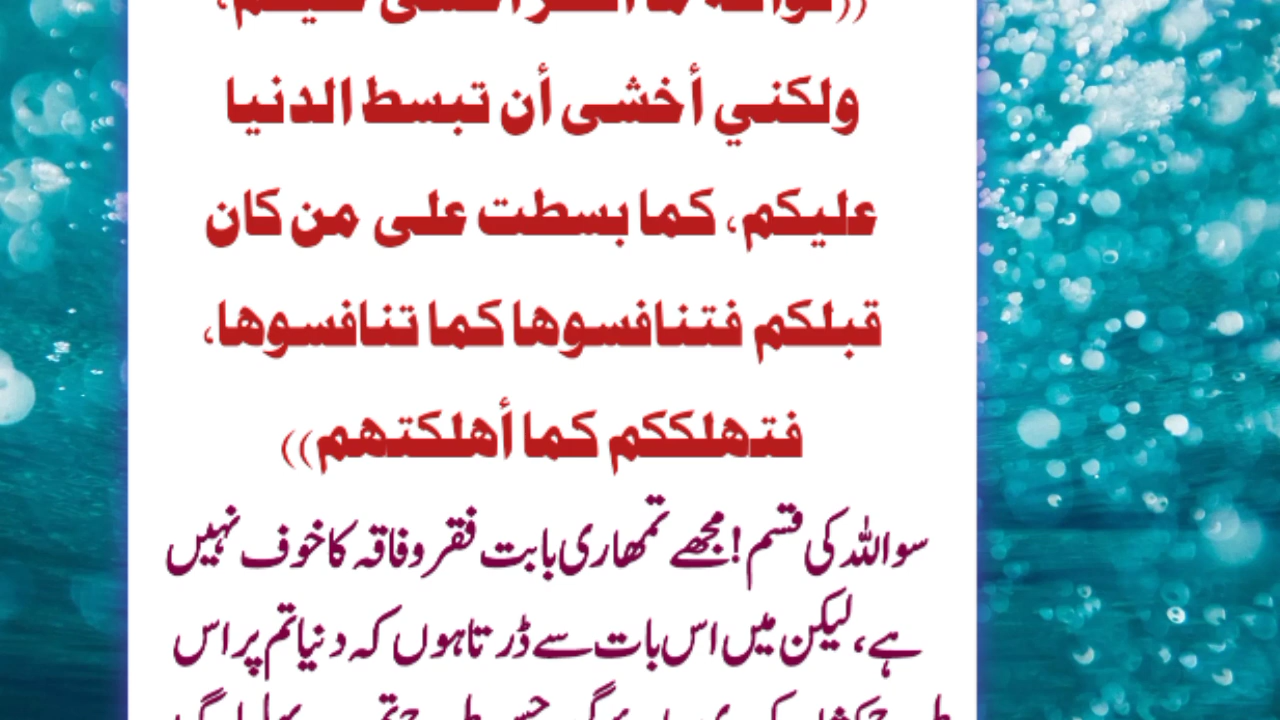 ولكني أخشى أن تبسط الدنيا
عليكم، كما بسطت على من كان
قبلكم فتنافسوها كما تنافسوها،
فتهلككم كما أهلكتهم))
سو اللہ کی قسم! مجھے تمھاری بابت فقر و فاقہ کا خوف نہیں
ہے، لیکن میں اس بات سے ڈرتا ہوں کہ دنیا تم پر اس